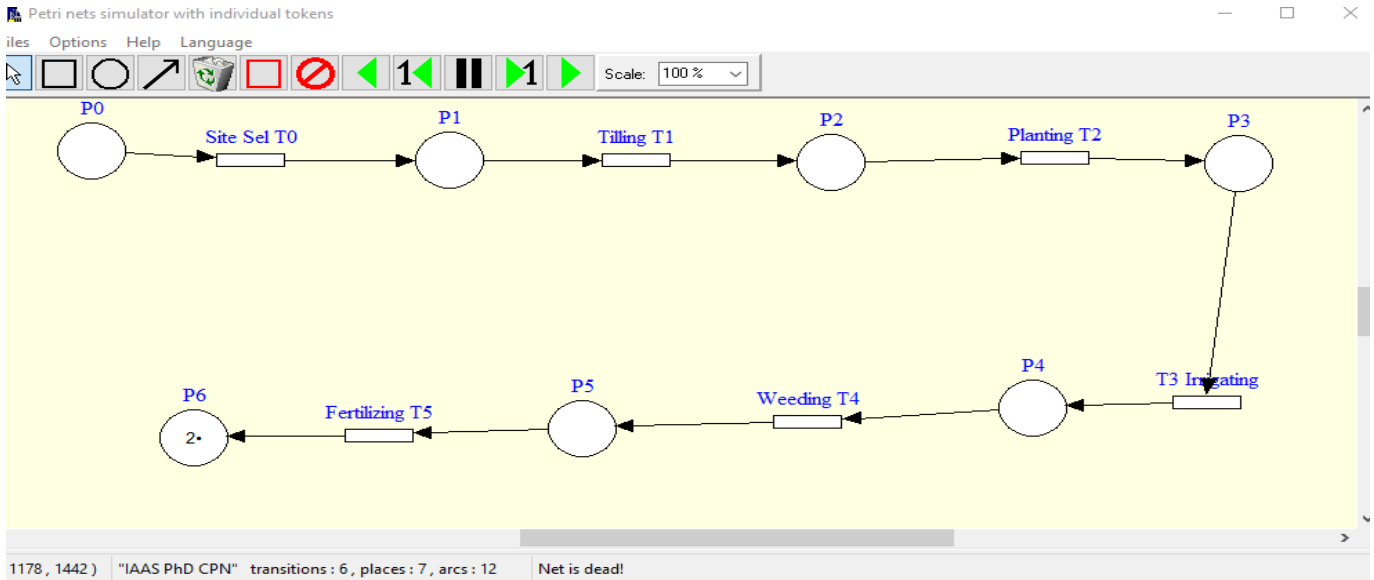 Petri nets simulator with individual tokens
iles Options Help Language
1 1 Scale: 100 %
P0
Site Sel T0
P1
Tilling T1
P2
Planting T2
P3
P4
T3 Irrigating
Weeding T4
P5
Fertilizing T5
P6
2•
1178 , 1442 ) "IAAS PhD CPN" transitions : 6 , places : 7 , arcs : 12 Net is dead!